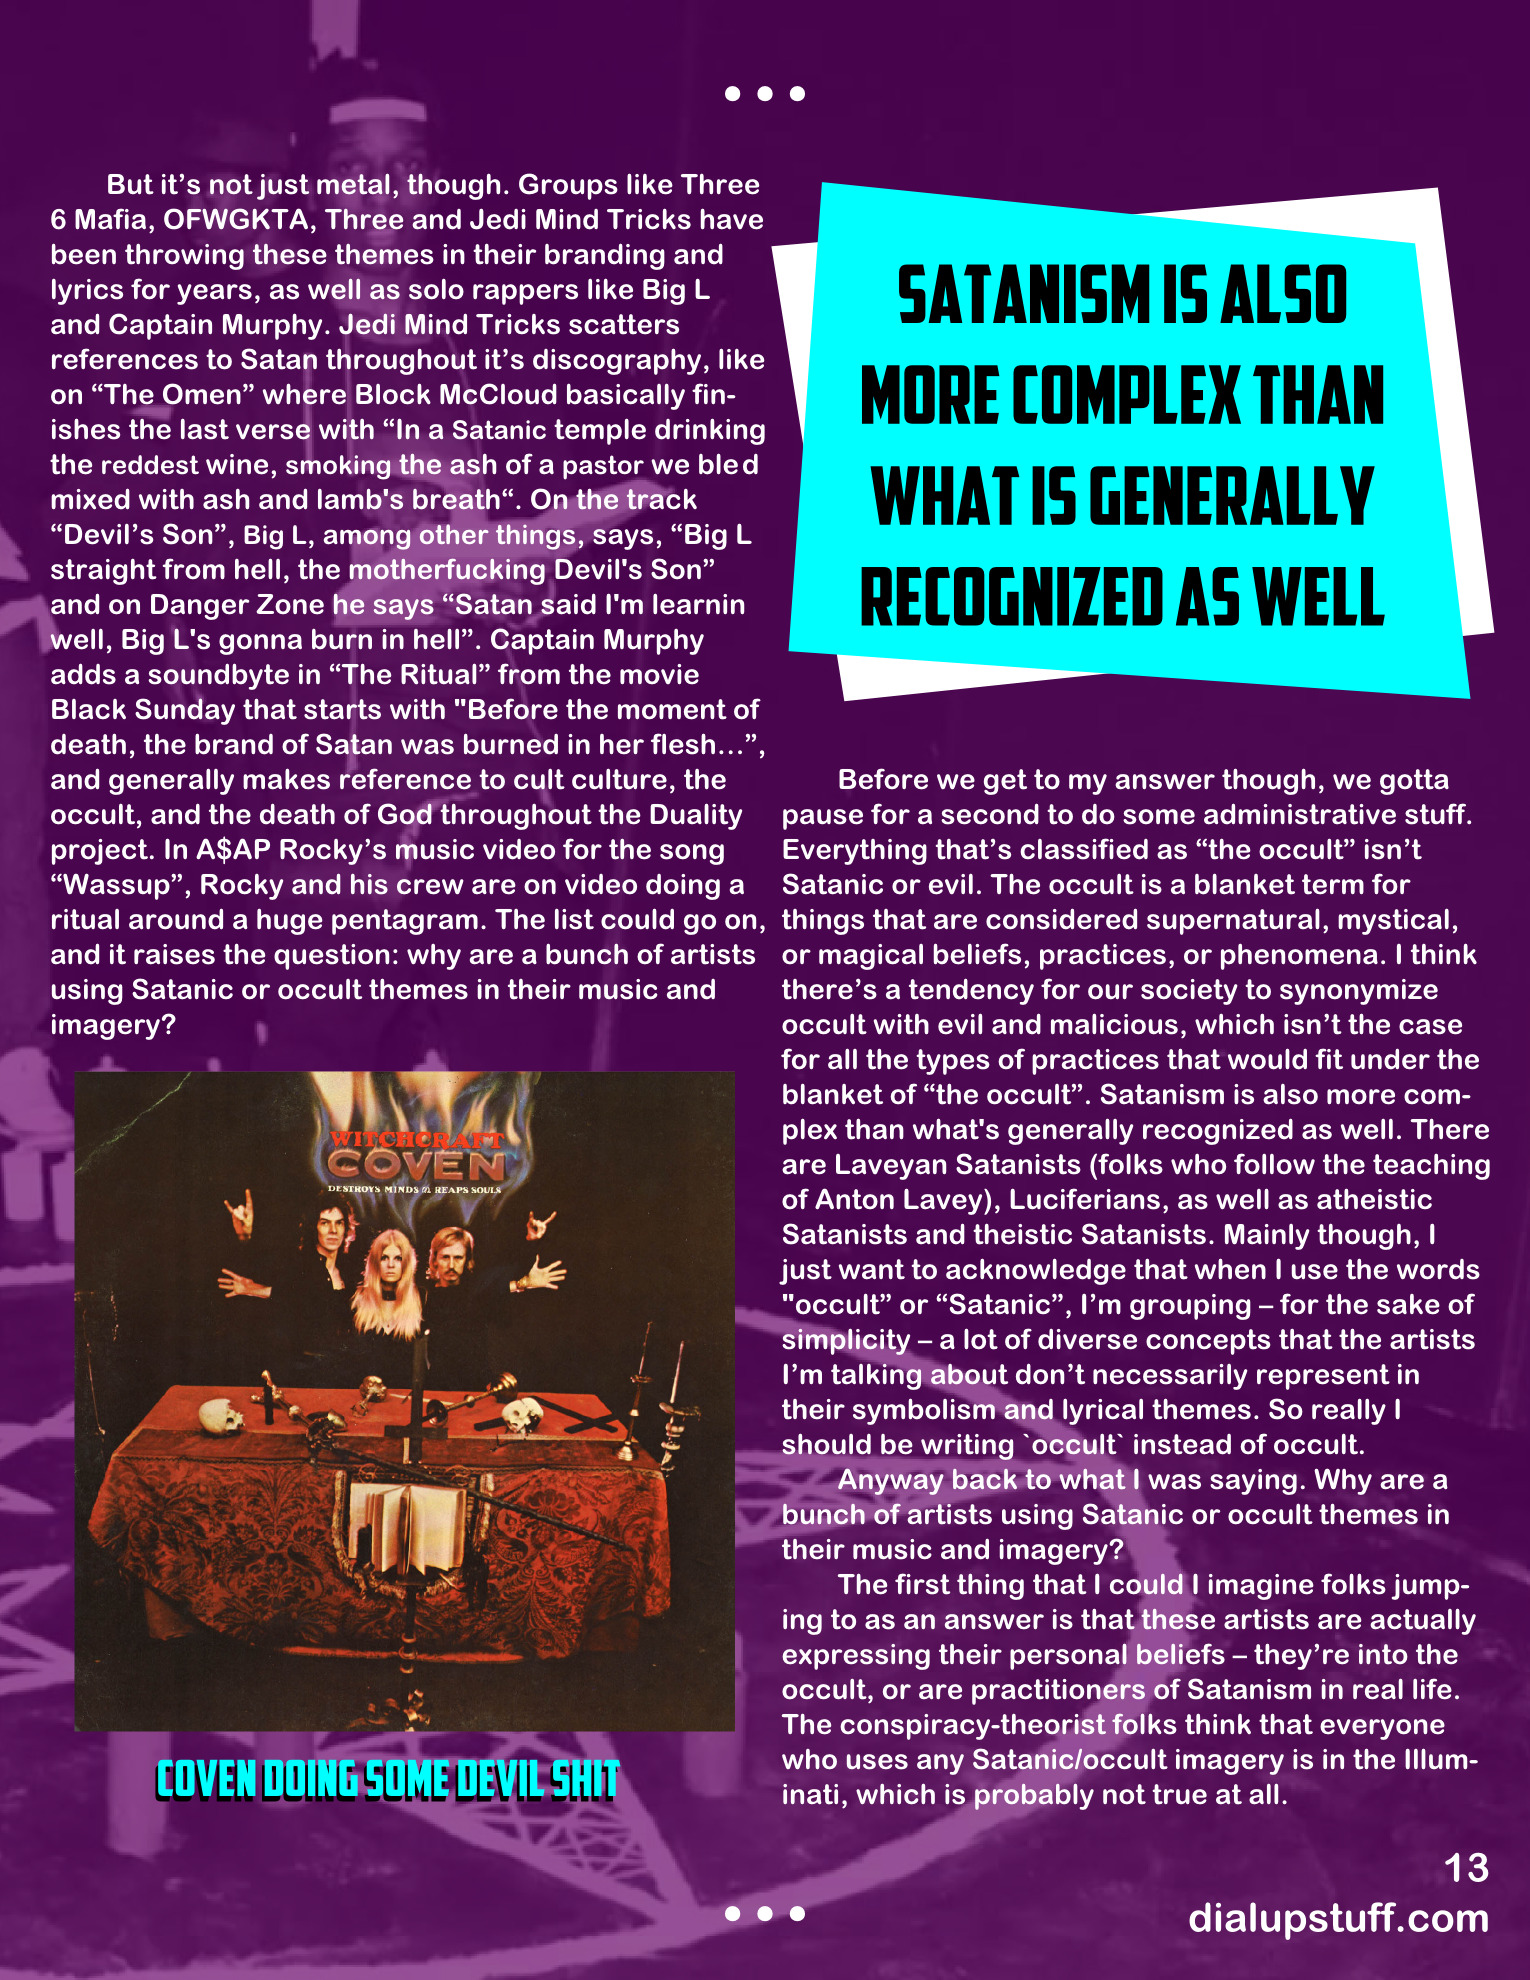 But it’s not just metal, though. Groups like Three
6 Mafia, OFWGKTA, Three and Jedi Mind Tricks have
been throwing these themes in their branding and
lyrics for years, as well as solo rappers like Big L
and Captain Murphy. Jedi Mind Tricks scatters
references to Satan throughout it’s discography, like
on “The Omen” where Block McCloud basically fin-
ishes the last verse with “In a Satanic temple drinking
the reddest wine, smoking the ash of a pastor we bled
mixed with ash and lamb's breath“. On the track
“Devil’s Son”, Big L, among other things, says, “Big L
straight from hell, the motherfucking Devil's Son”
and on Danger Zone he says “Satan said I'm learnin
well, Big L's gonna burn in hell”. Captain Murphy
adds a soundbyte in “The Ritual” from the movie
Black Sunday that starts with "Before the moment of
death, the brand of Satan was burned in her flesh…”,
and generally makes reference to cult culture, the
occult, and the death of God throughout the Duality
project. In A$AP Rocky’s music video for the song
“Wassup”, Rocky and his crew are on video doing a
ritual around a huge pentagram. The list could go on,
and it raises the question: why are a bunch of artists
using Satanic or occult themes in their music and
imagery?
WITCHCRAFT
COVEN
DESTROYS MINDS & REAPS SOULS
COVEN DOING SOME DEVIL SHIT
SATANISM IS ALSO
MORE COMPLEX THAN
WHAT IS GENERALLY
RECOGNIZED AS WELL
Before we get to my answer though, we gotta
pause for a second to do some administrative stuff.
Everything that’s classified as “the occult” isn’t
Satanic or evil. The occult is a blanket term for
things that are considered supernatural, mystical,
or magical beliefs, practices, or phenomena. I think
there’s a tendency for our society to synonymize
occult with evil and malicious, which isn’t the case
for all the types of practices that would fit under the
blanket of “the occult”. Satanism is also more com-
plex than what's generally recognized as well. There
are Laveyan Satanists (folks who follow the teaching
of Anton Lavey), Luciferians, as well as atheistic
Satanists and theistic Satanists. Mainly though, I
just want to acknowledge that when I use the words
"occult” or “Satanic”, I’m grouping – for the sake of
simplicity – a lot of diverse concepts that the artists
I’m talking about don’t necessarily represent in
their symbolism and lyrical themes. So really I
should be writing `occult` instead of occult.
Anyway back to what I was saying. Why are a
bunch of artists using Satanic or occult themes in
their music and imagery?
The first thing that I could I imagine folks jump-
ing to as an answer is that these artists are actually
expressing their personal beliefs – they’re into the
occult, or are practitioners of Satanism in real life.
The conspiracy-theorist folks think that everyone
who uses any Satanic/occult imagery is in the Illum-
inati, which is probably not true at all.
13
dialupstuff.com